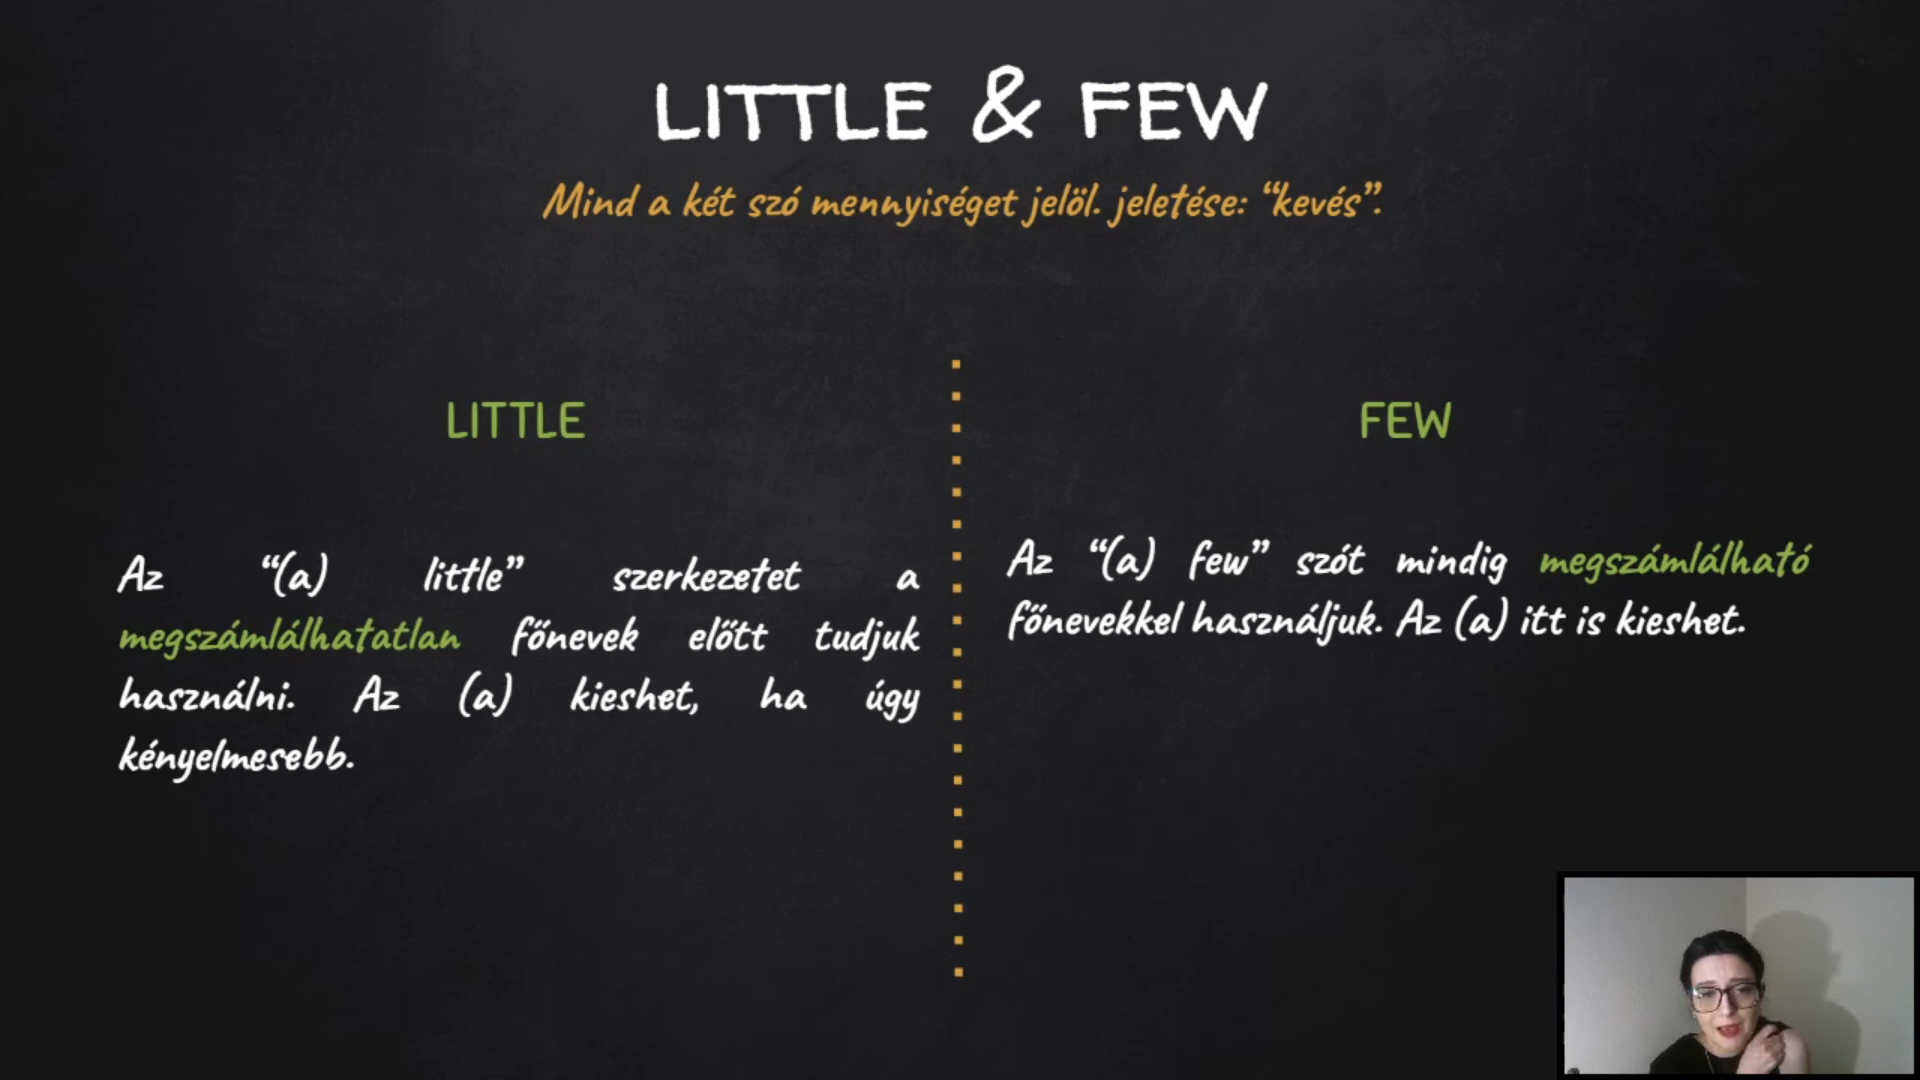 LITTLE & FEW
Mind a két szó mennyiséget jelöl. jeletése: “kevés”.
LITTLE
Az “(a) little” szerkezetet a
megszámlálhatatlan főnevek előtt tudjuk
használni. Az (a) kieshet, ha úgy
kényelmesebb.
FEW
Az “(a) few” szót mindig megszámlálható
főnevekkel használjuk. Az (a) itt is kieshet.